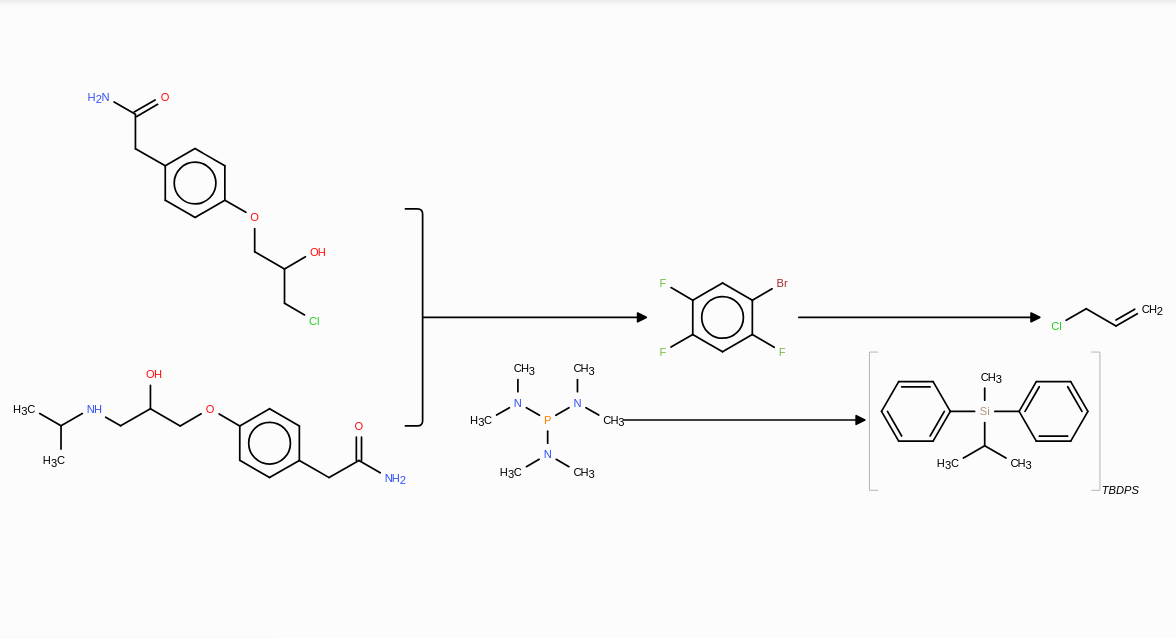 H2N
O
O
OH
Cl
F
Br
F
F
Cl
CH2
OH
H3C
NH
O
H3C
O
NH2
CH3
CH3
N
N
H3C
P
CH3
N
H3C
CH3
CH3
Si
H3C
CH3
TBDPS